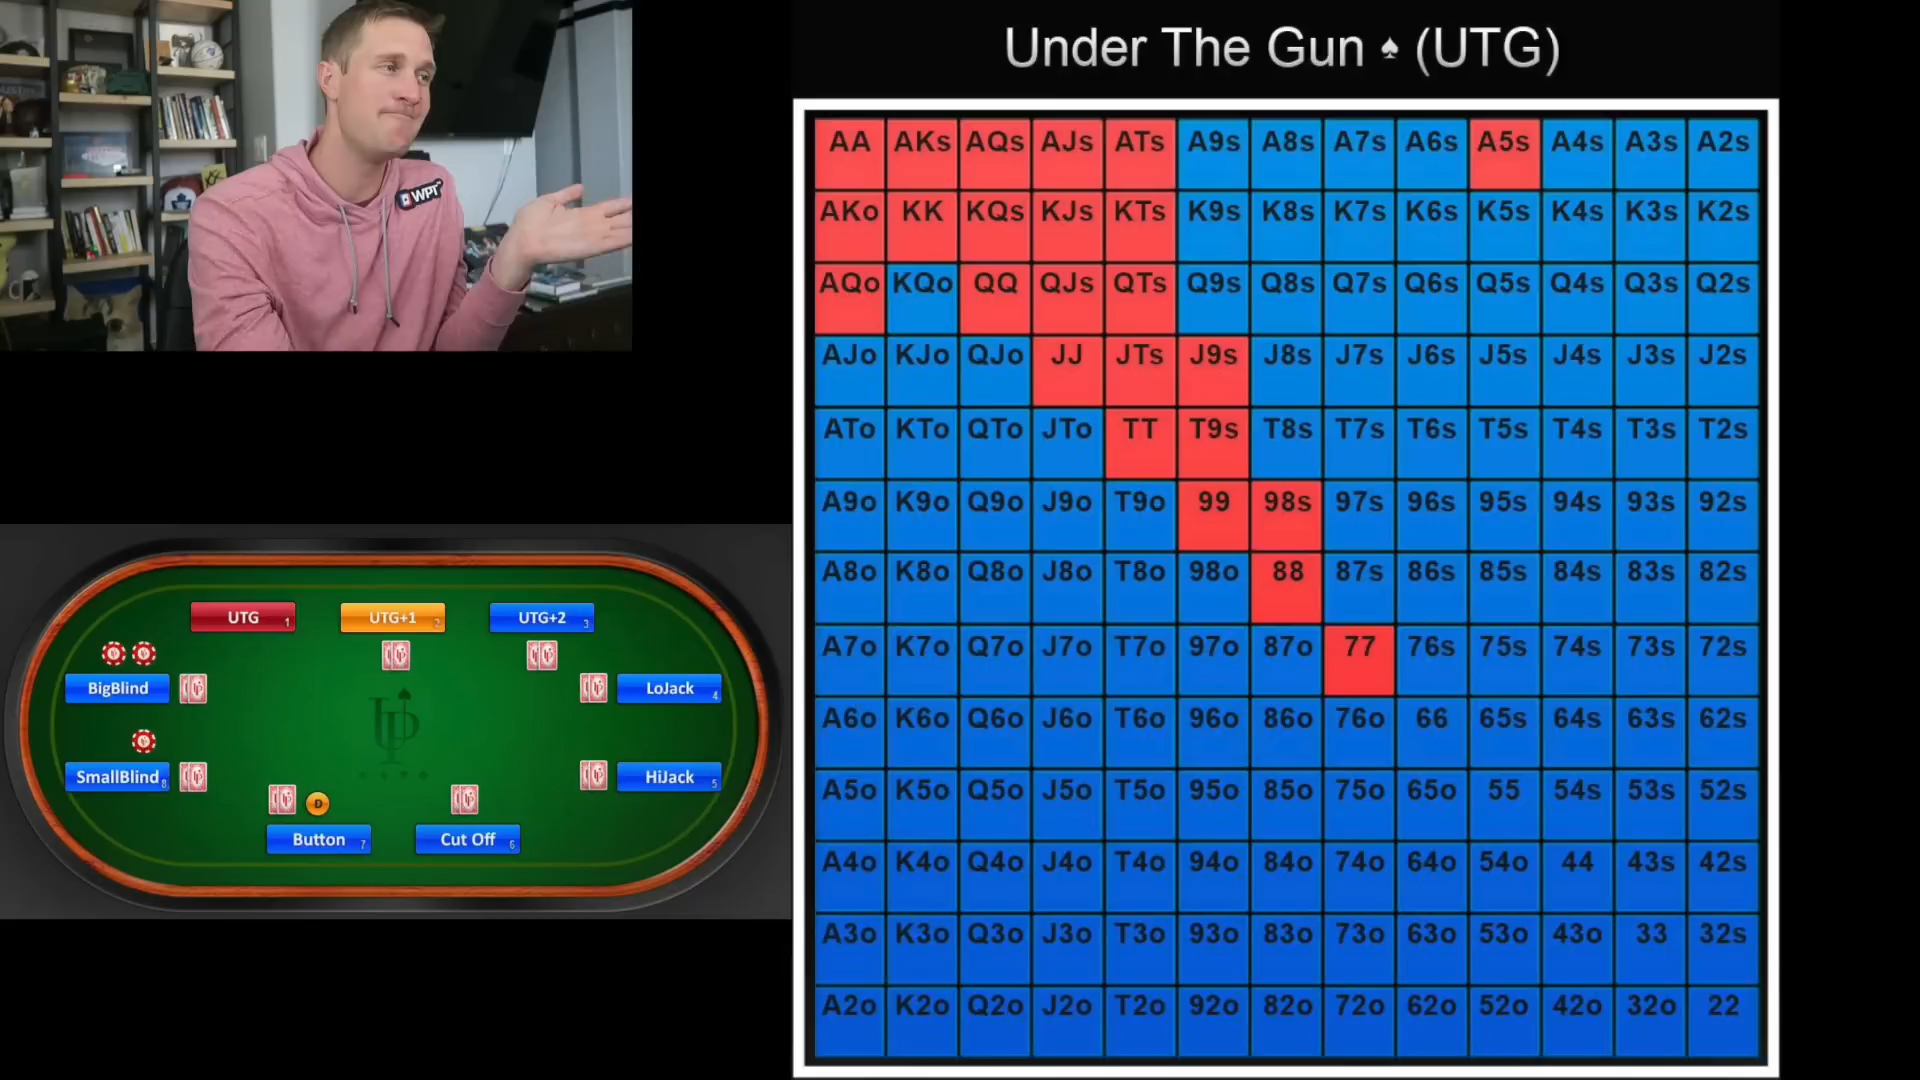 Under The Gun ♠ (UTG)
WPT
AA AKs AQs AJs ATs A9s A8s A7s A6s A5s A4s A3s A2s
AKo KK KQs KJs KTs K9s K8s K7s K6s K5s K4s K3s K2s
AQo KQo QQ QJs QTs Q9s Q8s Q7s Q6s Q5s Q4s Q3s Q2s
AJo KJo QJo JJ JTs J9s J8s J7s J6s J5s J4s J3s J2s
ATo KTo QTo JTo TT T9s T8s T7s T6s T5s T4s T3s T2s
A9o K9o Q9o J9o T9o 99 98s 97s 96s 95s 94s 93s 92s
A8o K8o Q8o J8o T8o 98o 88 87s 86s 85s 84s 83s 82s
A7o K7o Q7o J7o T7o 97o 87o 77 76s 75s 74s 73s 72s
A6o K6o Q6o J6o T6o 96o 86o 76o 66 65s 64s 63s 62s
A5o K5o Q5o J5o T5o 95o 85o 75o 65o 55 54s 53s 52s
A4o K4o Q4o J4o T4o 94o 84o 74o 64o 54o 44 43s 42s
A3o K3o Q3o J3o T3o 93o 83o 73o 63o 53o 43o 33 32s
A2o K2o Q2o J2o T2o 92o 82o 72o 62o 52o 42o 32o 22
UTG 1
UTG+1 2
UTG+2 3
BigBlind
LoJack 4
UP
SmallBlind 8
HiJack 5
D
Button 7
Cut Off 6